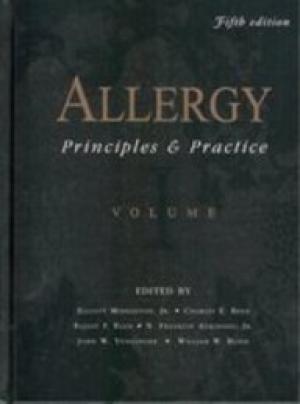 Fifth edition
ALLERGY
Principles & Practice
VOLUME
EDITED BY
ELLIOTT MIDDLETON, JR. • CHARLES E. REED
ELLIOT F. ELLIS • N. FRANKLIN ADKINSON, JR.
JOHN W. YUNGINGER • WILLIAM W. BUSSE